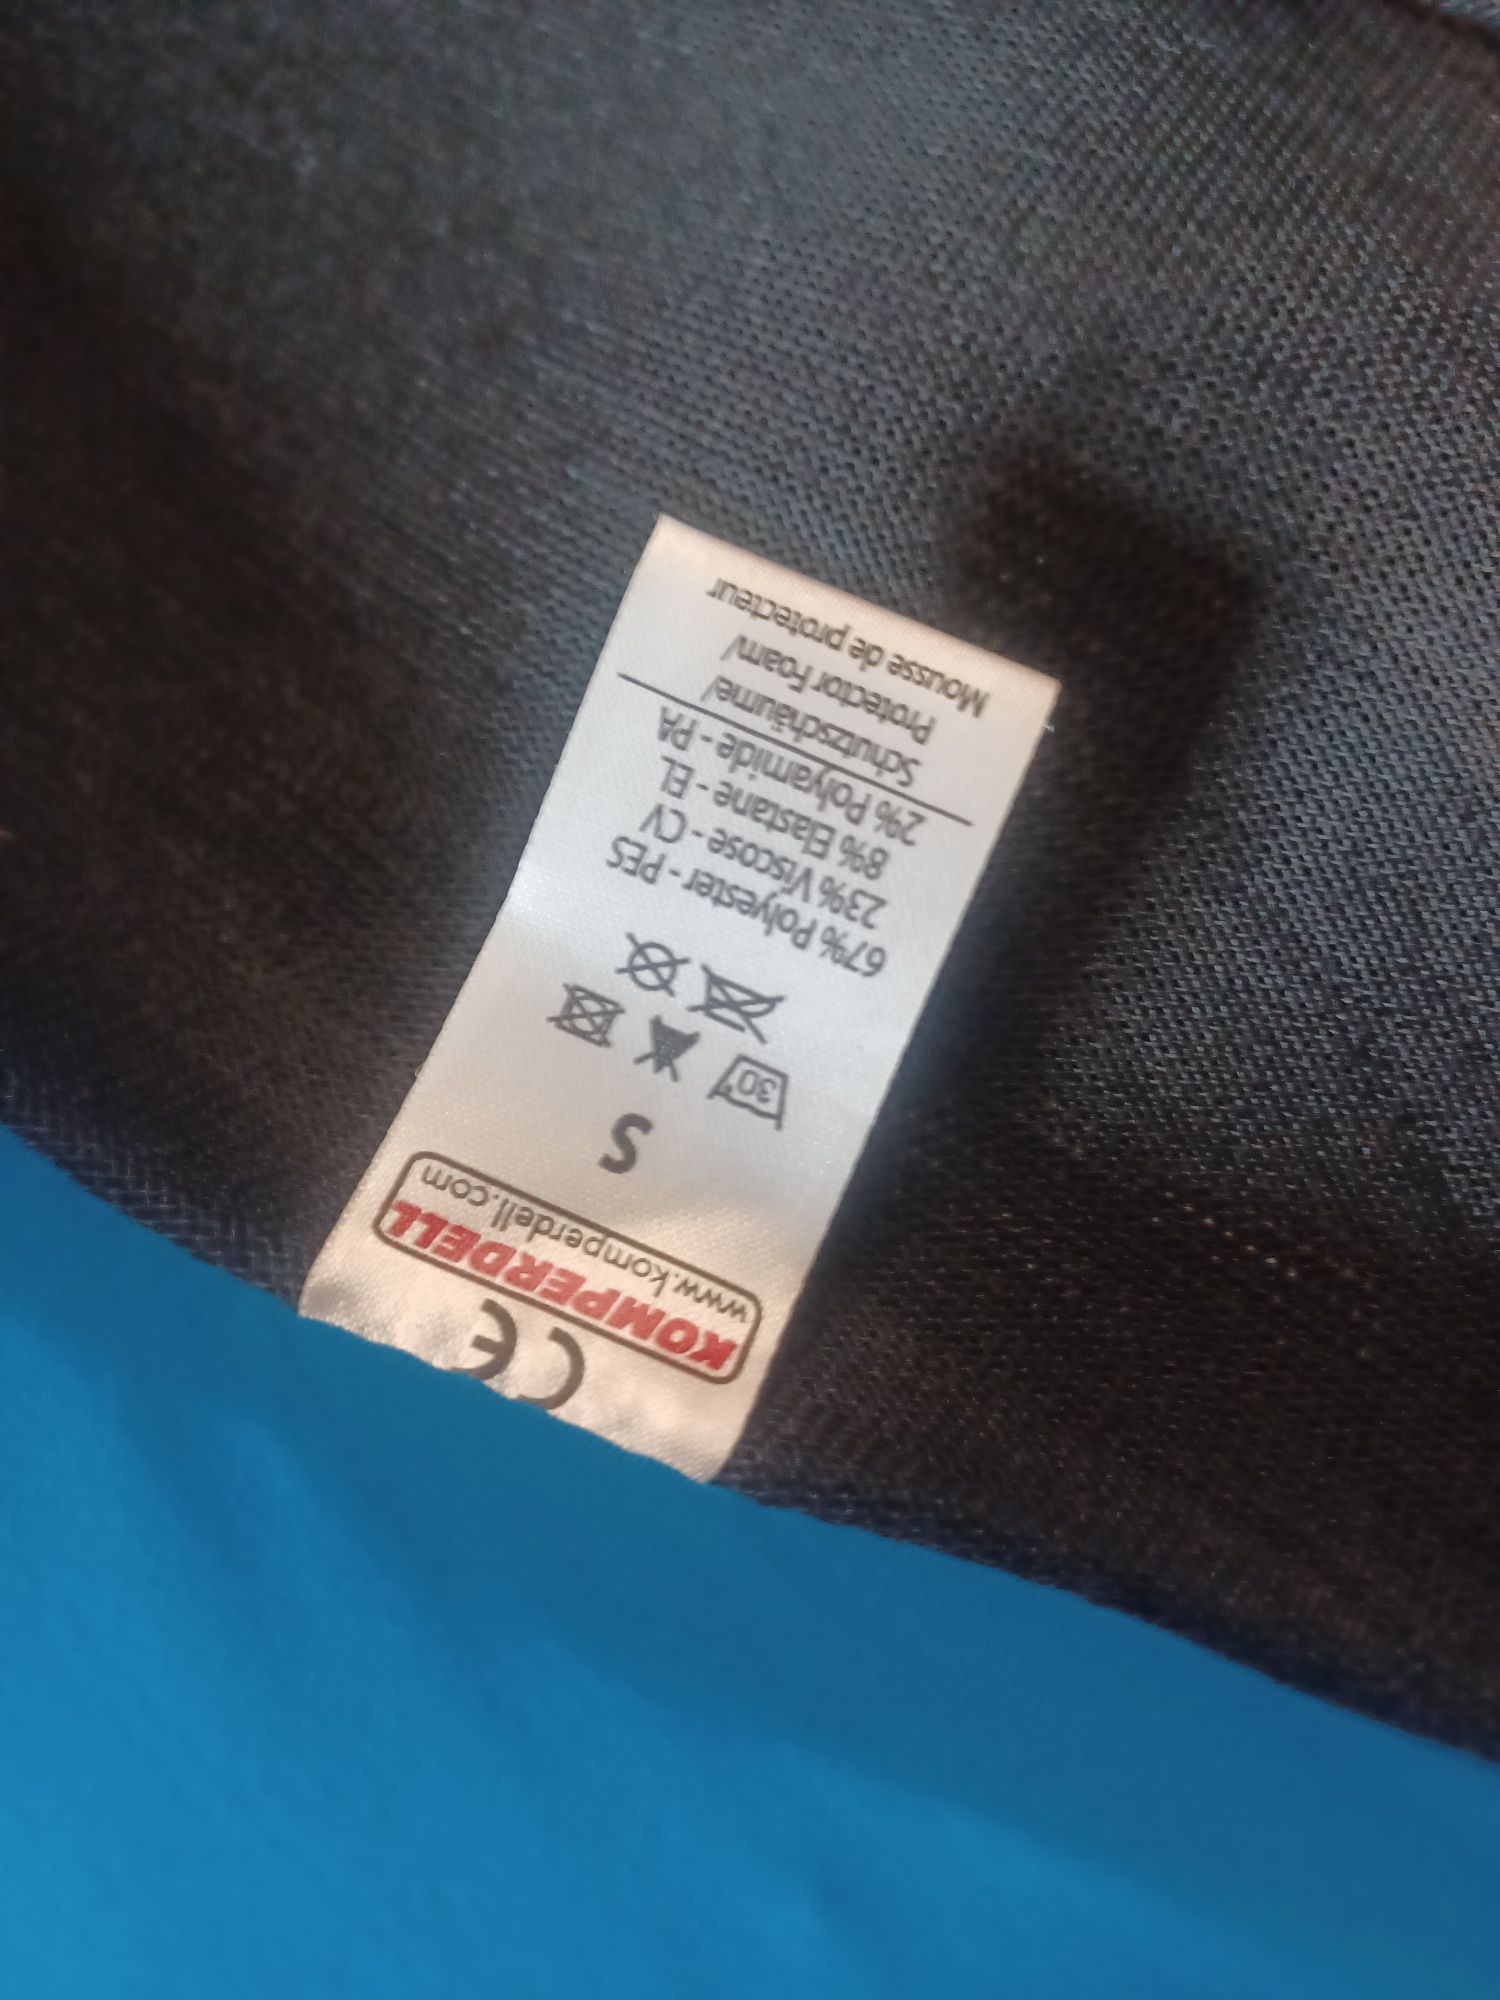 CE
KOMPERDELL
www.komperdell.com
S
30°
67% Polyester - PES
23% Viscose - CV
8% Elastane - EL
2% Polyamide - PA
Schutzschäume/
Protector Foam/
Mousse de protecteur